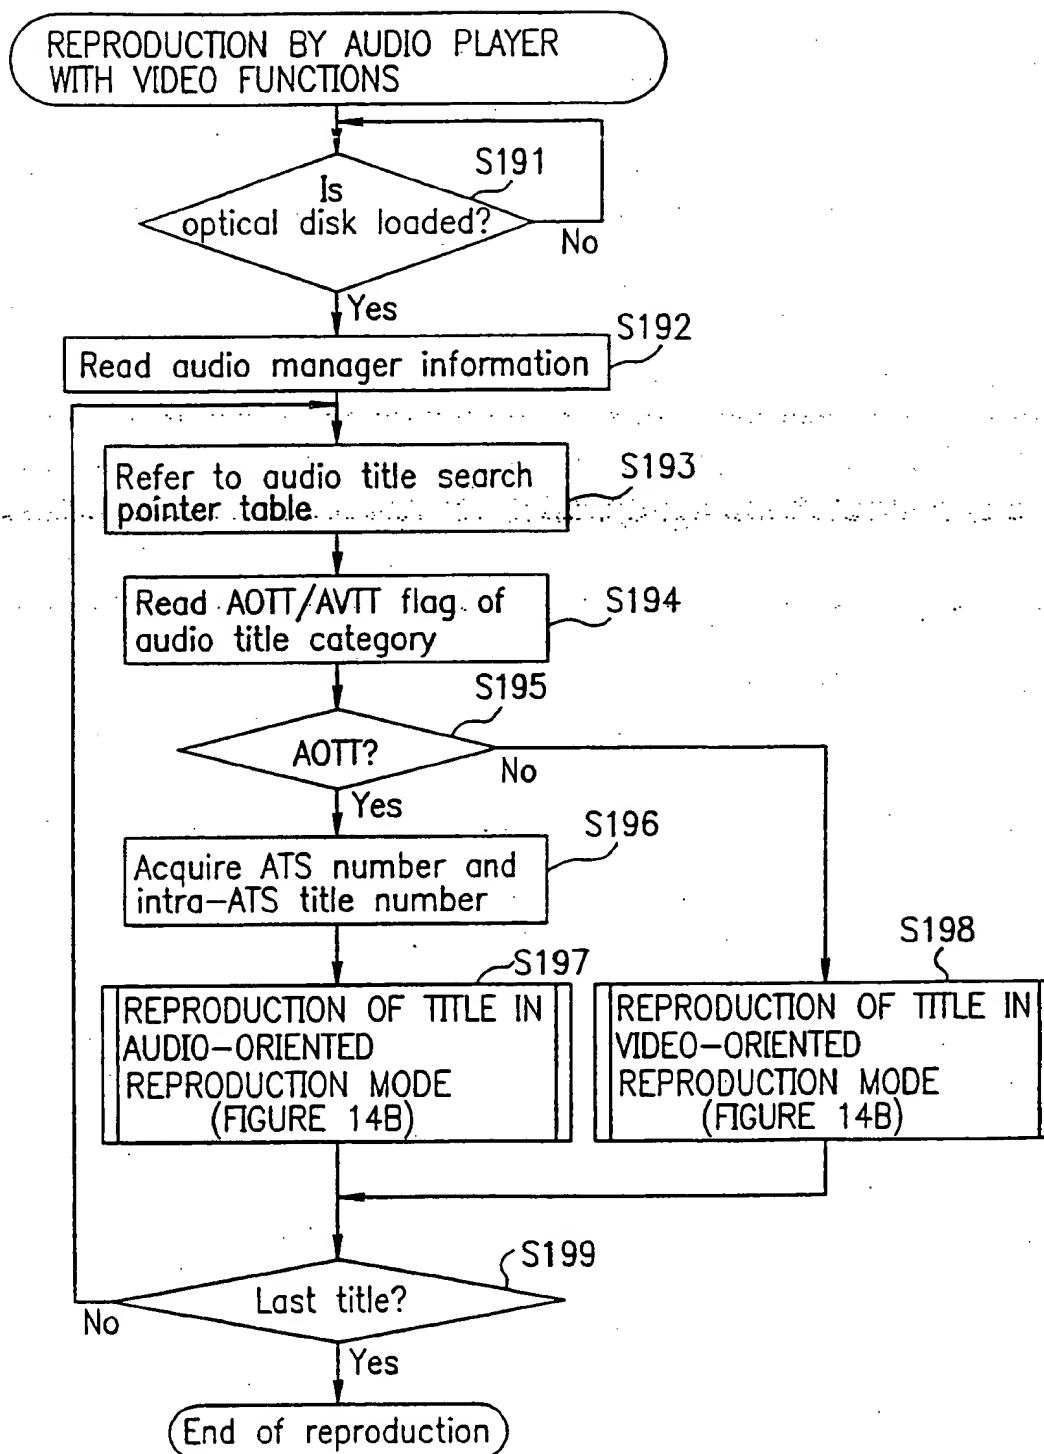 REPRODUCTION BY AUDIO PLAYER
WITH VIDEO FUNCTIONS
S191
Is
optical disk loaded?
No
Yes
S192
Read audio manager information
S193
Refer to audio title search
pointer table
Read AOTT/AVTT flag of
audio title category
S194
S195
AOTT?
No
Yes
S196
Acquire ATS number and
intra-ATS title number
S197
REPRODUCTION OF TITLE IN
AUDIO-ORIENTED
REPRODUCTION MODE
(FIGURE 14B)
S198
REPRODUCTION OF TITLE IN
VIDEO-ORIENTED
REPRODUCTION MODE
(FIGURE 14B)
S199
Last title?
No
Yes
End of reproduction